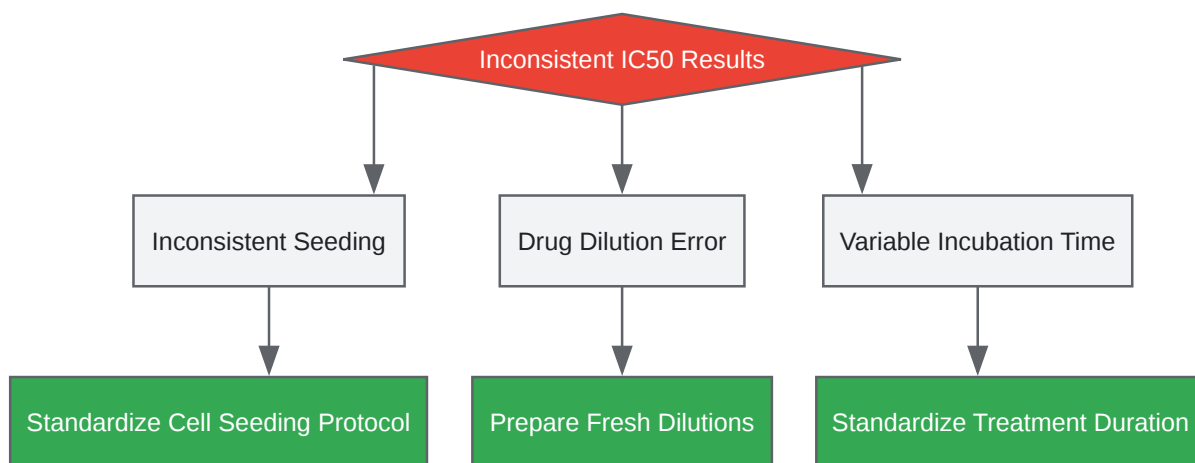 Inconsistent IC50 Results
Inconsistent Seeding
Drug Dilution Error
Variable Incubation Time
Standardize Cell Seeding Protocol
Prepare Fresh Dilutions
Standardize Treatment Duration